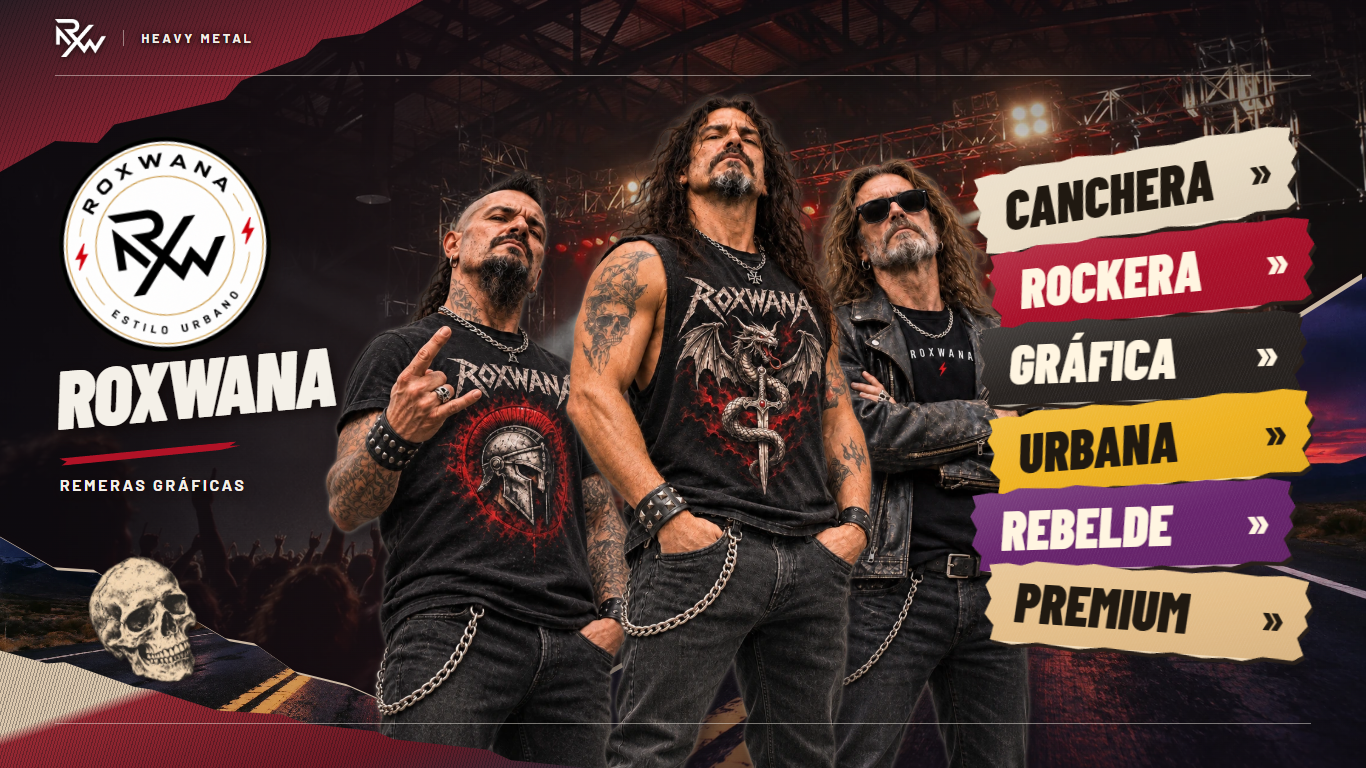 RXW
HEAVY METAL
ROXWANA
RXW
ESTILO URBANO
ROXWANA
REMERAS GRÁFICAS
ROXWANA
ROXWANA
ROXWANA
CANCHERA »
ROCKERA »
GRÁFICA »
URBANA »
REBELDE »
PREMIUM »